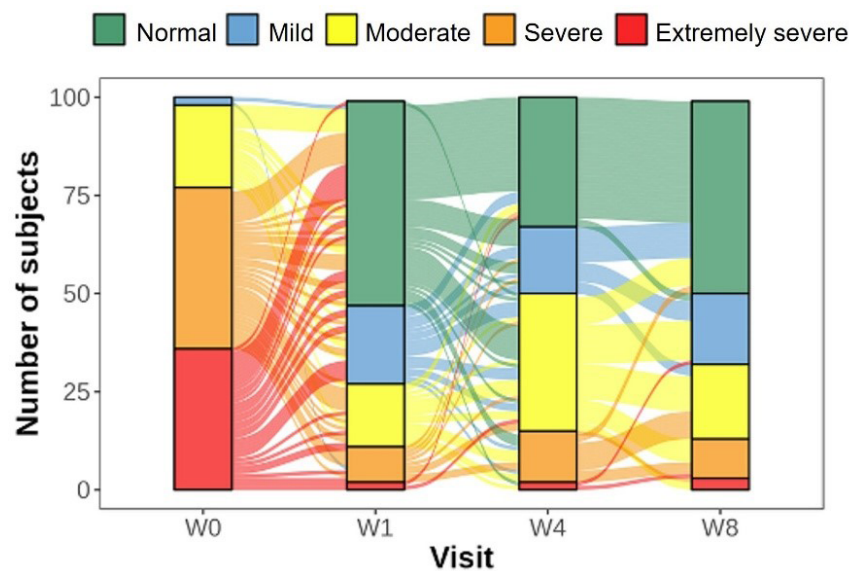 Normal Mild Moderate Severe Extremely severe
100
75
50
25
0
Number of subjects
W0 W1 W4 W8
Visit